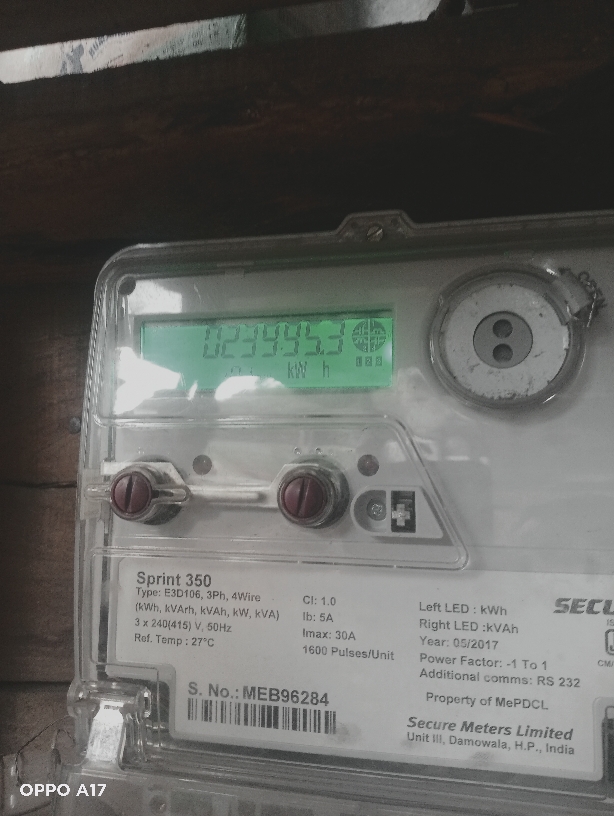 kW h
Sprint 350
Type: E3D106, 3Ph, 4Wire
(kWh, kVArh, kVAh, kW, kVA)
3 x 240(415) V, 50Hz
Ref. Temp : 27°C
Cl: 1.0
Ib: 5A
Imax: 30A
1600 Pulses/Unit
Left LED : kWh
Right LED :kVAh
Year: 05/2017
Power Factor: -1 To 1
Additional comms: RS 232
Property of MePDCL
S. No.: MEB96284
Secure Meters Limited
Unit III, Damowala, H.P., India
OPPO A17